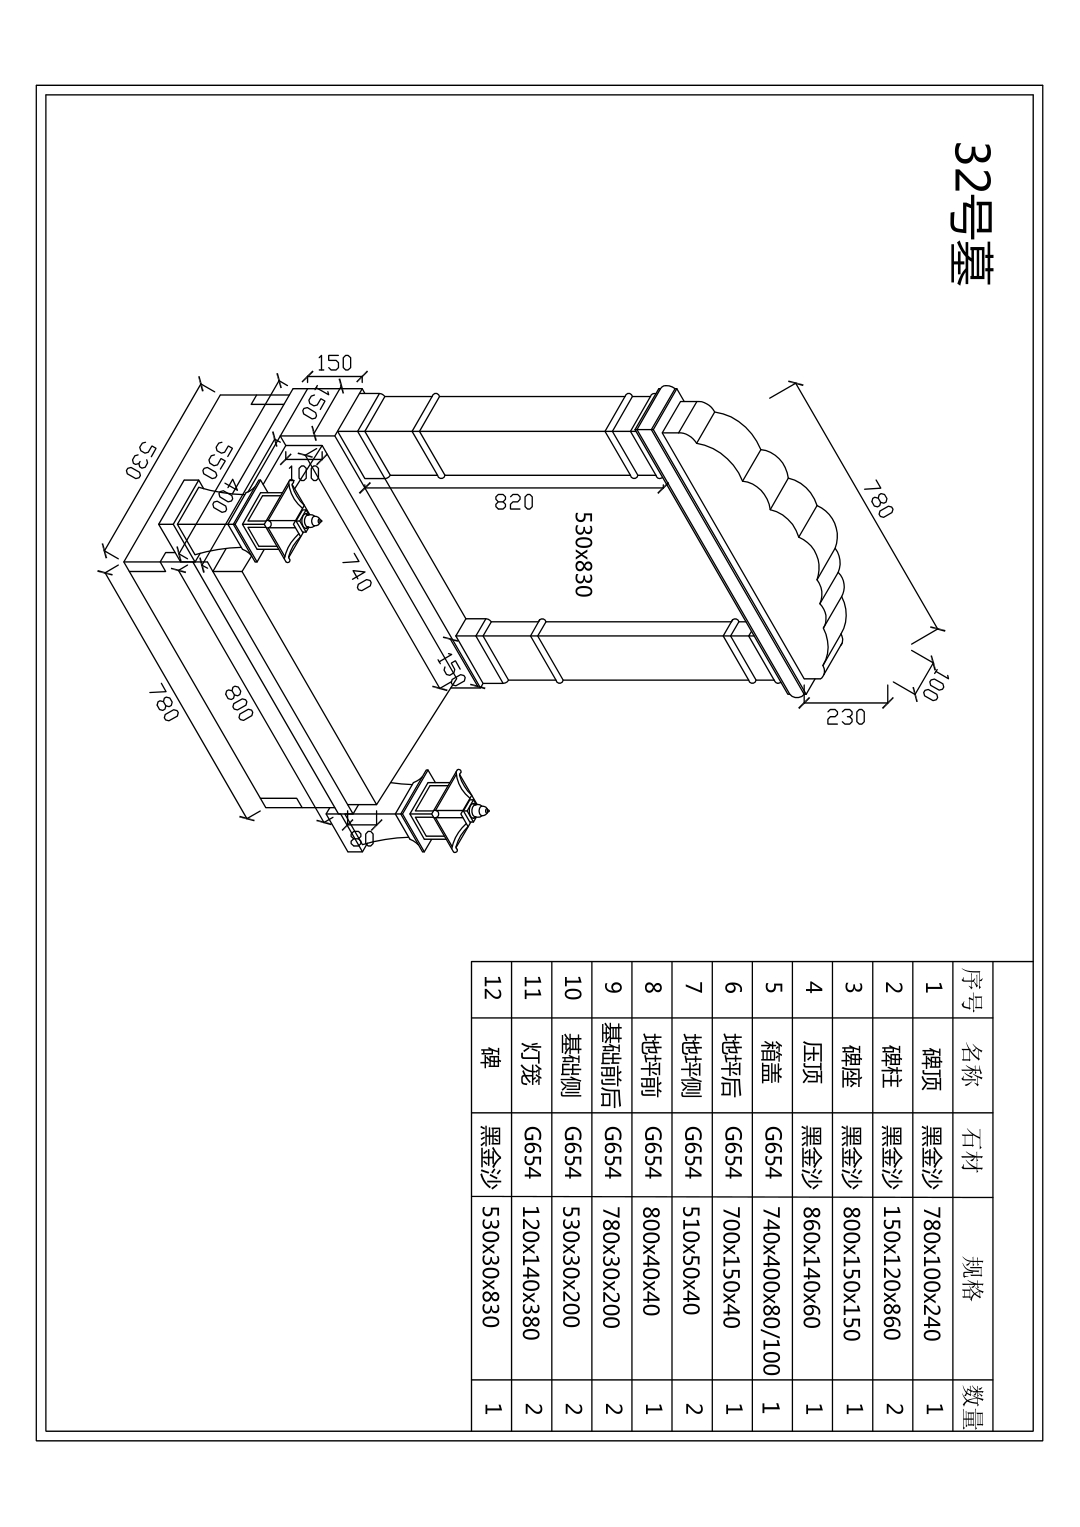 32号墓
780
100
230
820
530x830
150
150
100
740
150
530
550
400
800
780
80
序号 名称 石材 规格 数量
1 碑顶 黑金沙 780x100x240 1
2 碑柱 黑金沙 150x120x860 2
3 碑座 黑金沙 800x150x150 1
4 压顶 黑金沙 860x140x60 1
5 箱盖 G654 740x400x80/100 1
6 地坪后 G654 700x150x40 1
7 地坪侧 G654 510x50x40 2
8 地坪前 G654 800x40x40 1
9 基础前后 G654 780x30x200 2
10 基础侧 G654 530x30x200 2
11 灯笼 G654 120x140x380 2
12 碑 黑金沙 530x30x830 1